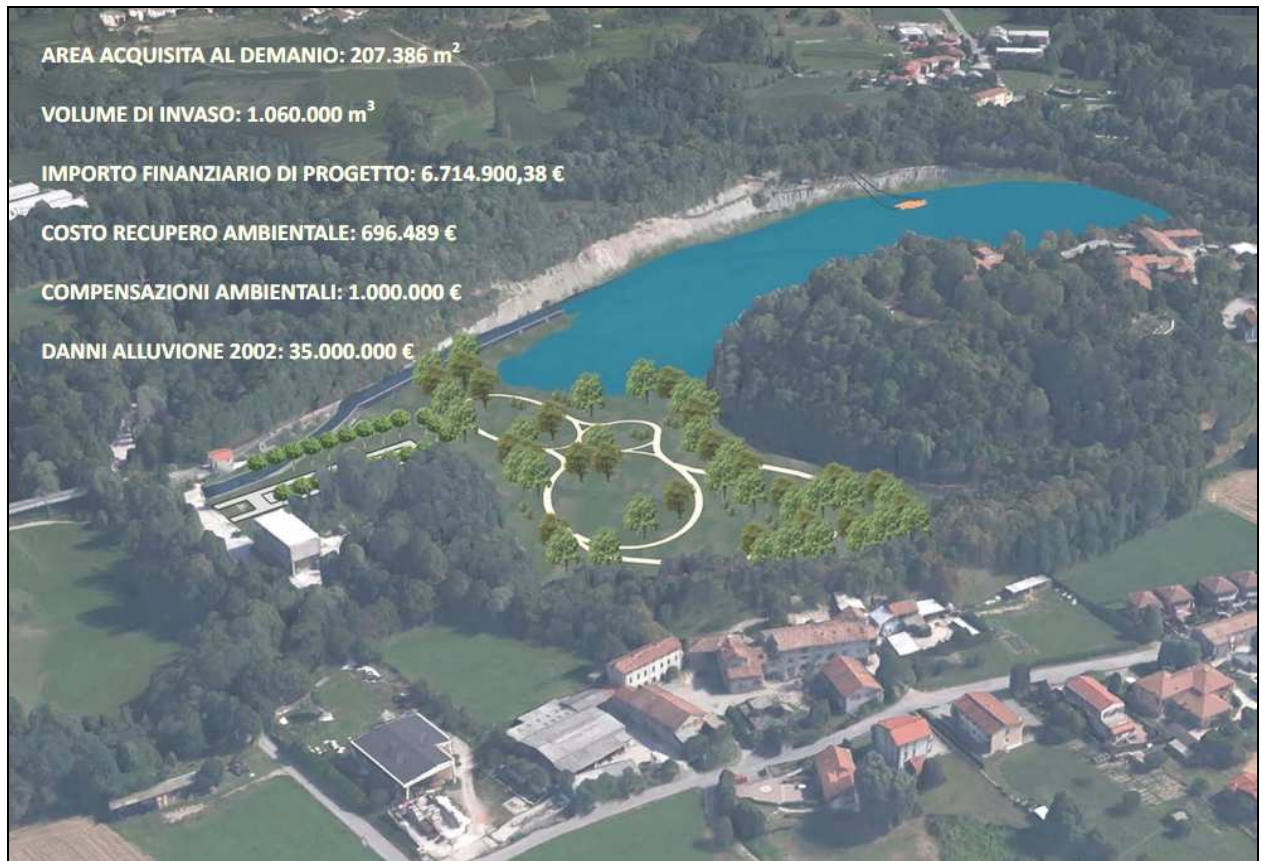 AREA ACQUISITA AL DEMANIO: 207.386 m²
VOLUME DI INVASO: 1.060.000 m³
IMPORTO FINANZIARIO DI PROGETTO: 6.714.900,38 €
COSTO RECUPERO AMBIENTALE: 696.489 €
COMPENSAZIONI AMBIENTALI: 1.000.000 €
DANNI ALLUVIONE 2002: 35.000.000 €